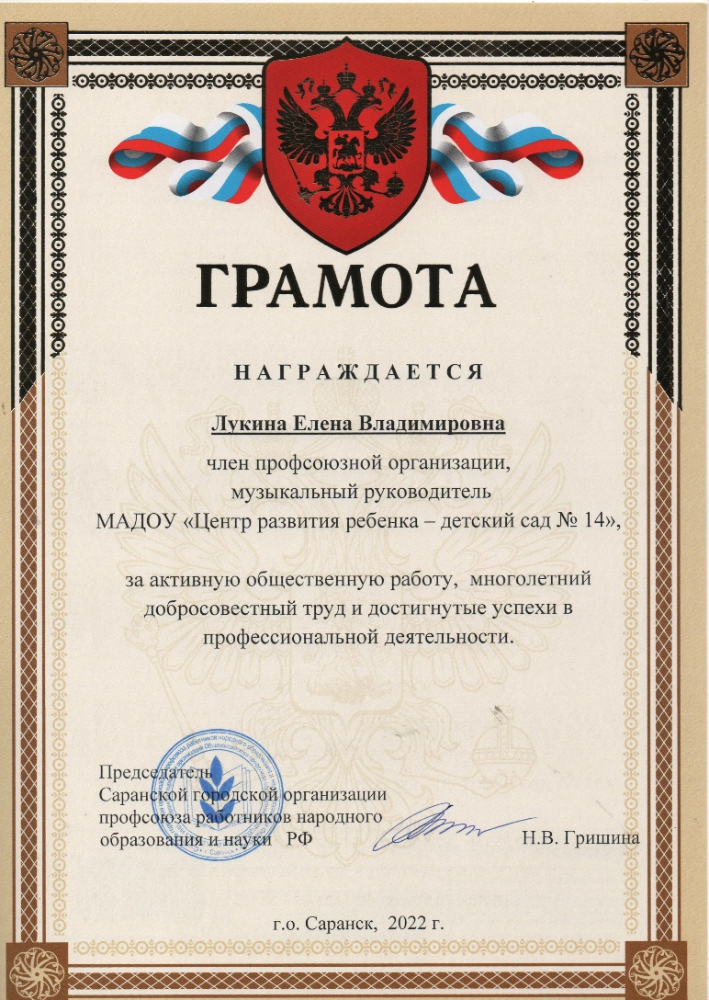 ГРАМОТА
НАГРАЖДАЕТСЯ
Лукина Елена Владимировна
член профсоюзной организации,
музыкальный руководитель
МАДОУ «Центр развития ребенка – детский сад № 14»,
за активную общественную работу, многолетний
добросовестный труд и достигнутые успехи в
профессиональной деятельности.
Председатель
Саранской городской организации
профсоюза работников народного
образования и науки РФ
Н.В. Гришина
г.о. Саранск, 2022 г.